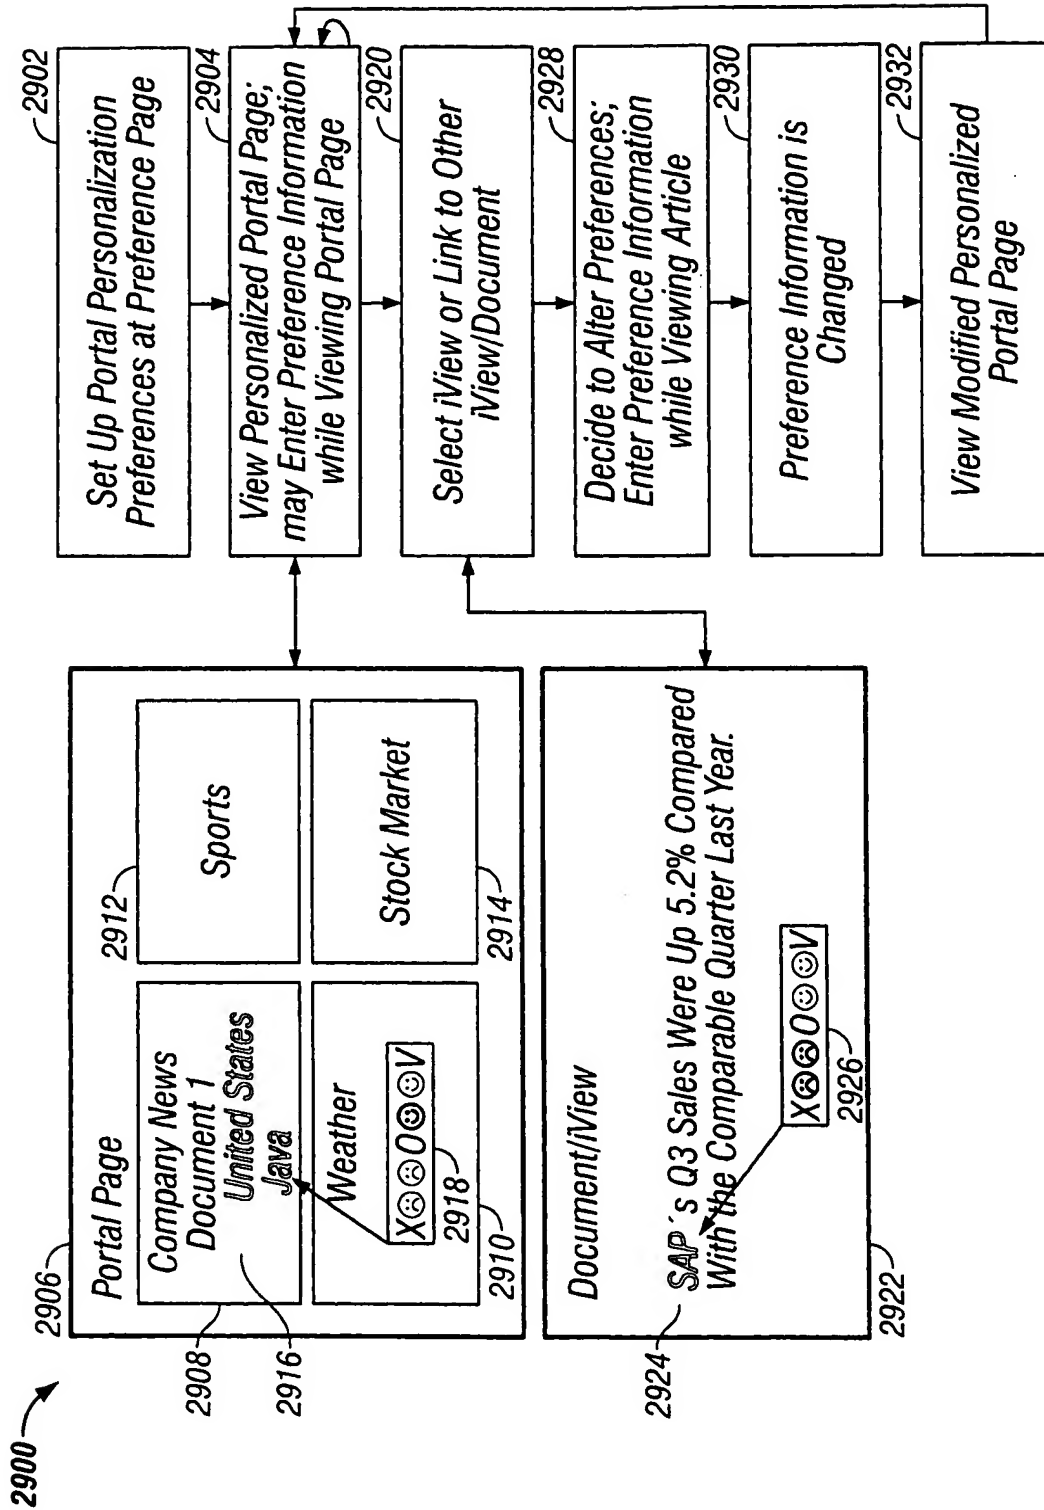 2900
2906
Portal Page
2908
2916
Company News
Document 1
United States
Java
2912
Sports
Weather
X☹☹O☺☺V
2918
2910
Stock Market
2914
Document/iView
2924
SAP´s Q3 Sales Were Up 5.2% Compared
With the Comparable Quarter Last Year.
X☹☹O☺☺V
2926
2922
2902
Set Up Portal Personalization
Preferences at Preference Page
2904
View Personalized Portal Page;
may Enter Preference Information
while Viewing Portal Page
2920
Select iView or Link to Other
iView/Document
2928
Decide to Alter Preferences;
Enter Preference Information
while Viewing Article
2930
Preference Information is
Changed
2932
View Modified Personalized
Portal Page